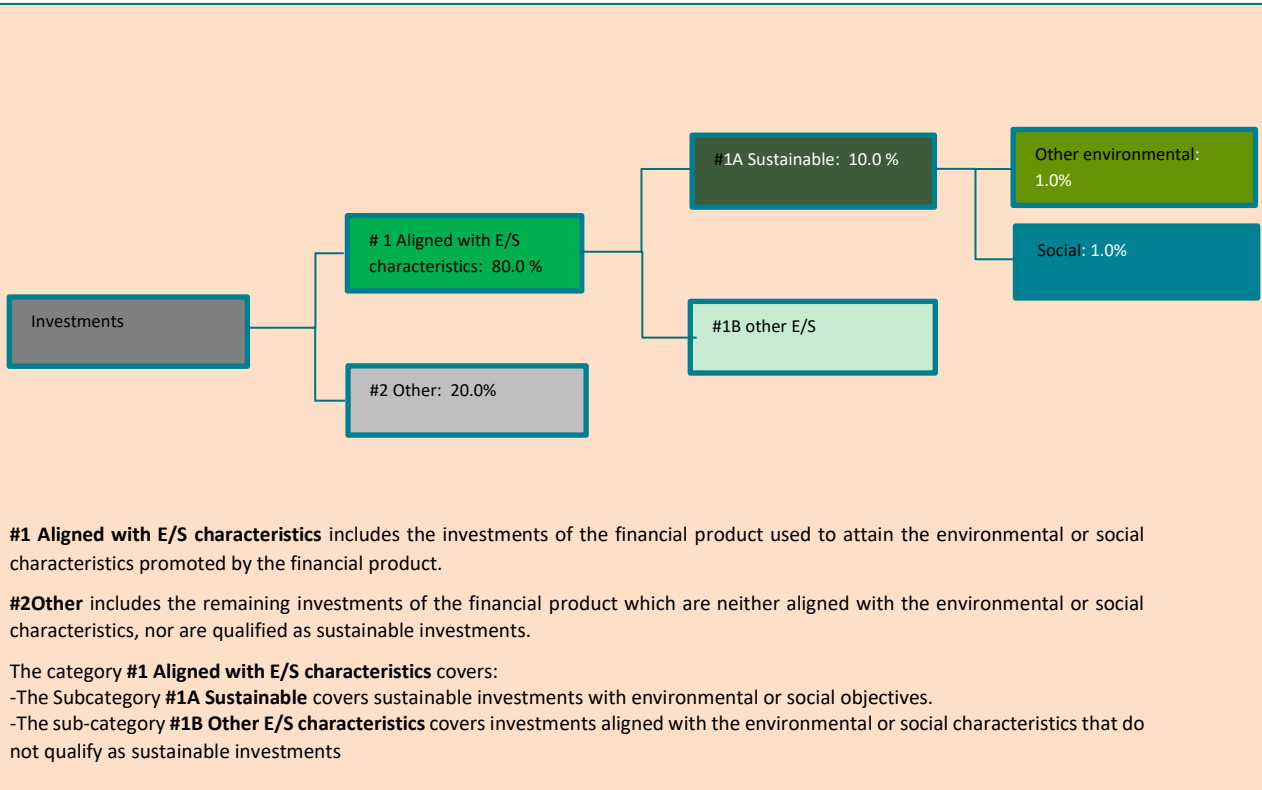 #1A Sustainable: 10.0 %
Other environmental:
1.0%
# 1 Aligned with E/S
characteristics: 80.0 %
Social: 1.0%
Investments
#1B other E/S
#2 Other: 20.0%
#1 Aligned with E/S characteristics includes the investments of the financial product used to attain the environmental or social
characteristics promoted by the financial product.
#2Other includes the remaining investments of the financial product which are neither aligned with the environmental or social
characteristics, nor are qualified as sustainable investments.
The category #1 Aligned with E/S characteristics covers:
-The Subcategory #1A Sustainable covers sustainable investments with environmental or social objectives.
-The sub-category #1B Other E/S characteristics covers investments aligned with the environmental or social characteristics that do
not qualify as sustainable investments